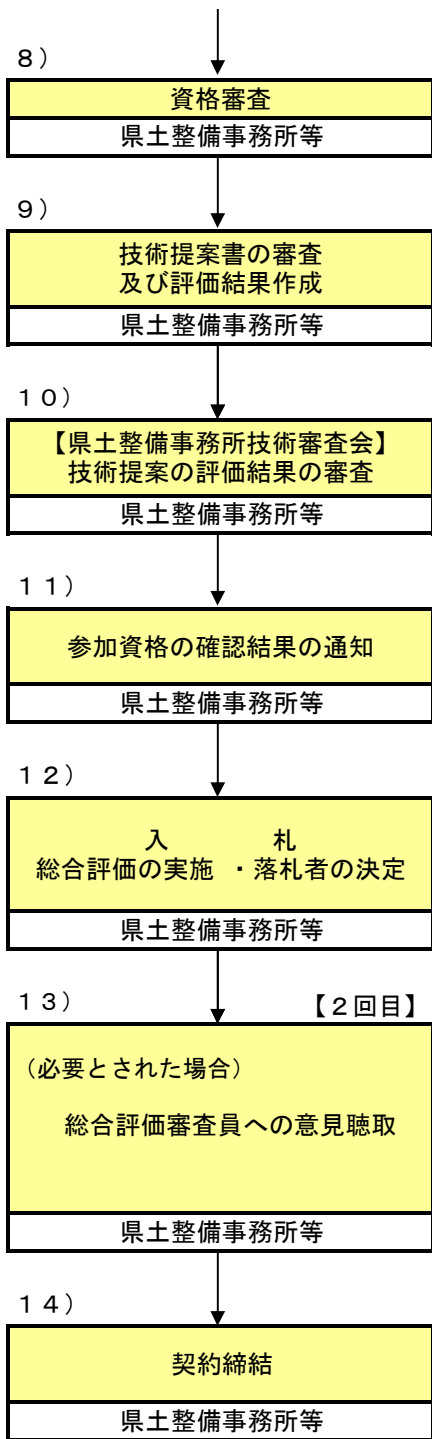 ８）
資格審査
県土整備事務所等
９）
技術提案書の審査
及び評価結果作成
県土整備事務所等
１０）
【県土整備事務所技術審査会】
技術提案の評価結果の審査
県土整備事務所等
１１）
参加資格の確認結果の通知
県土整備事務所等
１２）
入　　　札
総合評価の実施　・落札者の決定
県土整備事務所等
１３）　　　【２回目】
（必要とされた場合）
総合評価審査員への意見聴取
県土整備事務所等
１４）
契約締結
県土整備事務所等